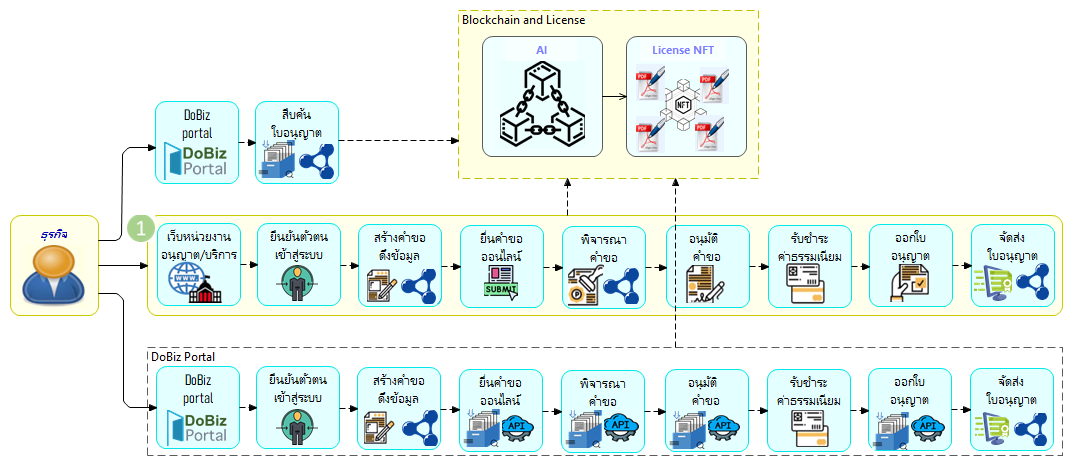 Blockchain and License
AI
License NFT
PDF
PDF
NFT
PDF
PDF
DoBiz
portal
DoBiz
Portal
สืบค้น
ใบอนุญาต
ธุรกิจ
1
เว็บหน่วยงาน
อนุญาต/บริการ
WWW
ยืนยันตัวตน
เข้าสู่ระบบ
สร้างคำขอ
ดึงข้อมูล
ยื่นคำขอ
ออนไลน์
SUBMIT
พิจารณา
คำขอ
อนุมัติ
คำขอ
รับชำระ
ค่าธรรมเนียม
ออกใบ
อนุญาต
จัดส่ง
ใบอนุญาต
DoBiz Portal
DoBiz
portal
DoBiz
Portal
ยืนยันตัวตน
เข้าสู่ระบบ
สร้างคำขอ
ดึงข้อมูล
ยื่นคำขอ
ออนไลน์
API
พิจารณา
คำขอ
API
อนุมัติ
คำขอ
API
รับชำระ
ค่าธรรมเนียม
ออกใบ
อนุญาต
API
จัดส่ง
ใบอนุญาต